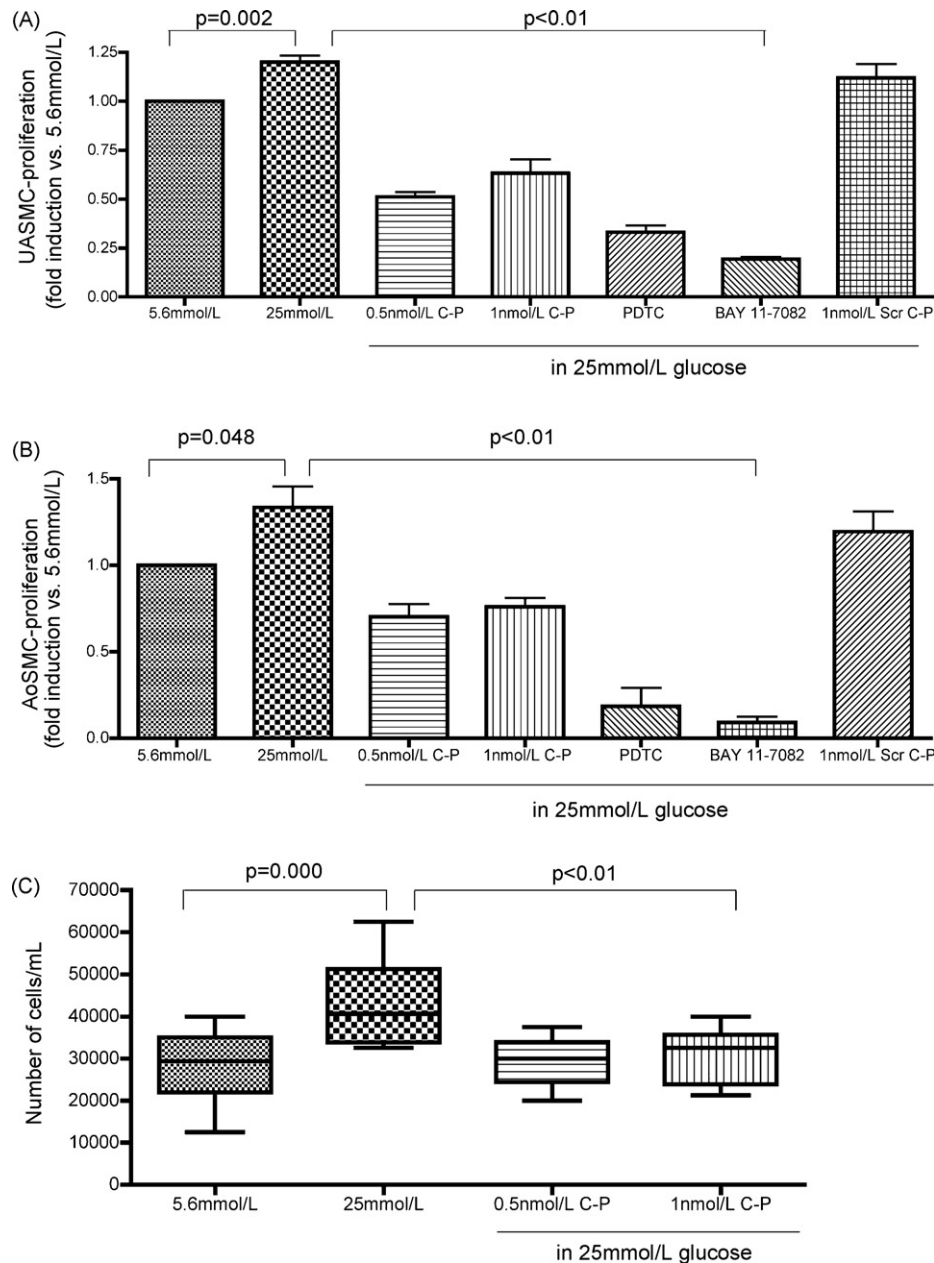 (A)
p=0.002
p<0.01
UASMC-proliferation
(fold induction vs. 5.6mmol/L)
1.25
1.00
0.75
0.50
0.25
0.00
5.6mmol/L
25mmol/L
0.5nmol/L C-P
1nmol/L C-P
PDTC
BAY 11-7082
1nmol/L Scr C-P
in 25mmol/L glucose
(B)
p=0.048
p<0.01
AoSMC-proliferation
(fold induction vs. 5.6mmol/L)
1.5
1.0
0.5
0.0
5.6mmol/L
25mmol/L
0.5nmol/L C-P
1nmol/L C-P
PDTC
BAY 11-7082
1nmol/L Scr C-P
in 25mmol/L glucose
(C)
p=0.000
p<0.01
Number of cells/mL
70000
60000
50000
40000
30000
20000
10000
0
5.6mmol/L
25mmol/L
0.5nmol/L C-P
1nmol/L C-P
in 25mmol/L glucose